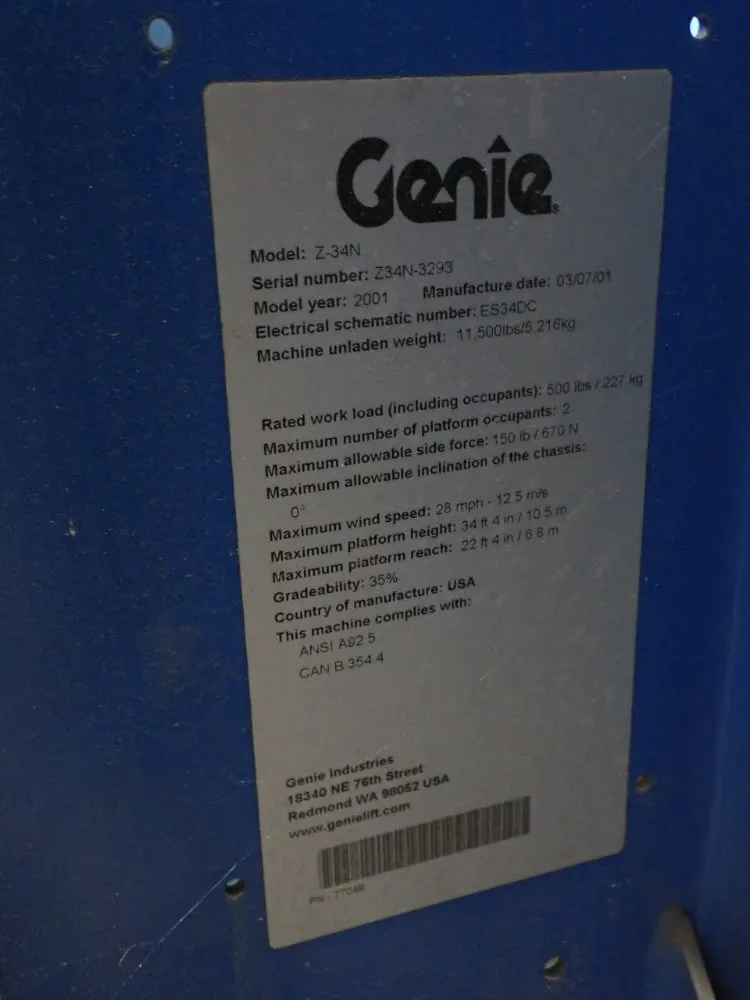 Genie
Model: Z-34N
Serial number: Z34N-3293
Model year: 2001 Manufacture date: 03/07/01
Electrical schematic number: ES34DC
Machine unladen weight: 11,500lbs/5,216kg
Rated work load (including occupants): 500 lbs / 227 kg
Maximum number of platform occupants: 2
Maximum allowable side force: 150 lb / 670 N
Maximum allowable inclination of the chassis:
0°
Maximum wind speed: 28 mph - 12.5 m/s
Maximum platform height: 34 ft 4 in / 10.5 m
Maximum platform reach: 22 ft 4 in / 6.8 m
Gradeability: 35%
Country of manufacture: USA
This machine complies with:
ANSI A92.5
CAN B 354.4
Genie Industries
18340 NE 76th Street
Redmond WA 98052 USA
www.genielift.com
PN - 77048